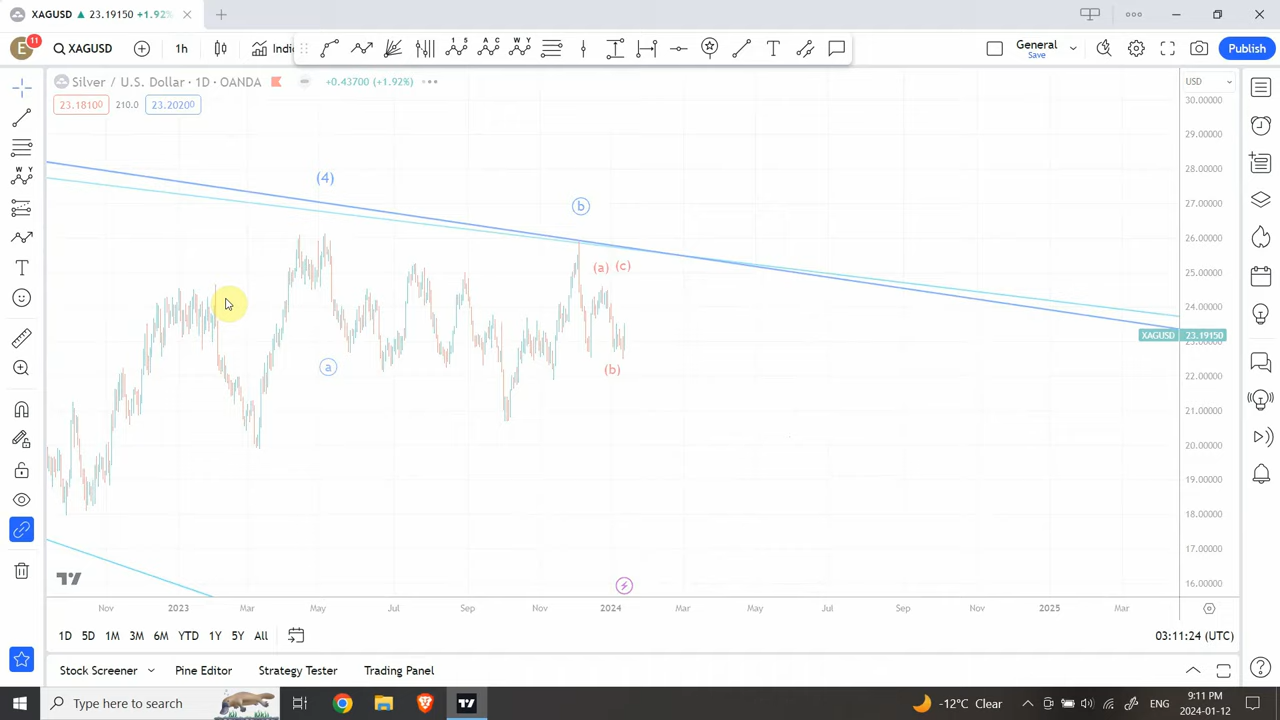 XAGUSD ▲ 23.19150 +1.92%
E 11 XAGUSD 1h Indi General Save Publish
Silver / U.S. Dollar · 1D · OANDA +0.43700 (+1.92%) USD
23.18100 210.0 23.20200
30.00000
29.00000
28.00000
(4)
27.00000
b
26.00000
(a) (c)
25.00000
24.00000
XAGUSD 23.19150
a
(b)
22.00000
21.00000
20.00000
19.00000
18.00000
17.00000
16.00000
Nov 2023 Mar May Jul Sep Nov 2024 Mar May Jul Sep Nov 2025 Mar
1D 5D 1M 3M 6M YTD 1Y 5Y All 03:11:24 (UTC)
Stock Screener Pine Editor Strategy Tester Trading Panel
Type here to search -12°C Clear ENG 9:11 PM
2024-01-12